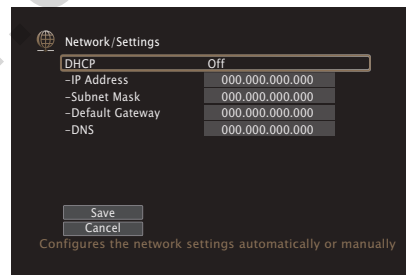 Network/Settings
DHCP Off
-IP Address 000.000.000.000
-Subnet Mask 000.000.000.000
-Default Gateway 000.000.000.000
-DNS 000.000.000.000
Save
Cancel
Configures the network settings automatically or manually